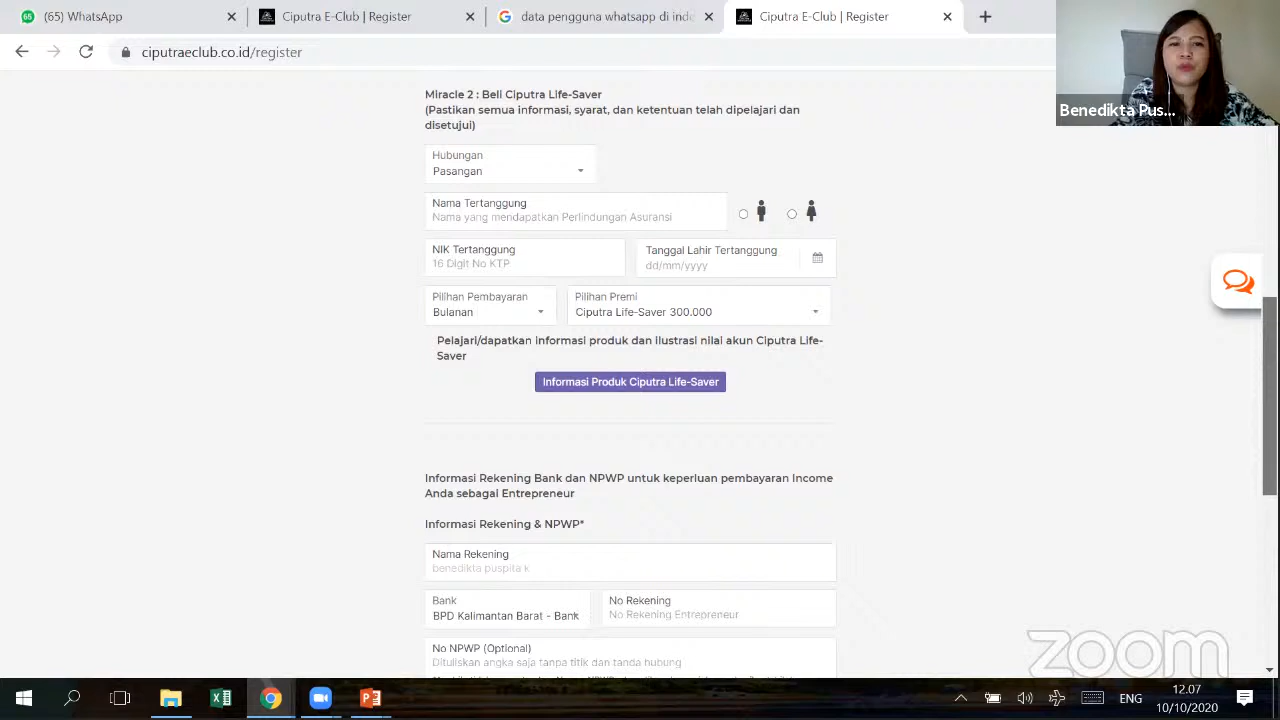 65
(65) WhatsApp
Ciputra E-Club | Register
data pengguna whatsapp di inde
Ciputra E-Club | Register
ciputraeclub.co.id/register
Benedikta Pus...
Miracle 2 : Beli Ciputra Life-Saver
(Pastikan semua informasi, syarat, dan ketentuan telah dipelajari dan
disetujui)
Hubungan
Pasangan
Nama Tertanggung
Nama yang mendapatkan Perlindungan Asuransi
NIK Tertanggung
16 Digit No KTP
Tanggal Lahir Tertanggung
dd/mm/yyyy
Pilihan Pembayaran
Bulanan
Pilihan Premi
Ciputra Life-Saver 300.000
Pelajari/dapatkan informasi produk dan ilustrasi nilai akun Ciputra Life-
Saver
Informasi Produk Ciputra Life-Saver
Informasi Rekening Bank dan NPWP untuk keperluan pembayaran Income
Anda sebagai Entrepreneur
Informasi Rekening & NPWP*
Nama Rekening
benedikta puspita k
Bank
BPD Kalimantan Barat - Bank
No Rekening
No Rekening Entrepreneur
No NPWP (Optional)
Dituliskan angka saja tanpa titik dan tanda hubung
zoom
ENG
12.07
10/10/2020